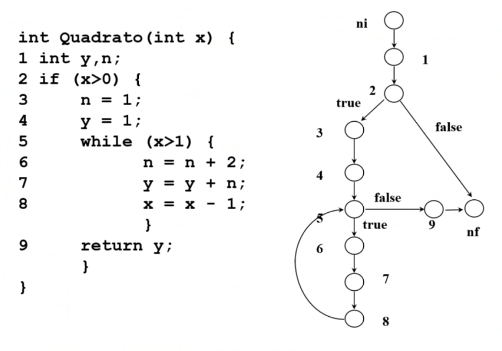 int Quadrato(int x) {
1 int y,n;
2 if (x>0) {
3 n = 1;
4 y = 1;
5 while (x>1) {
6 n = n + 2;
7 y = y + n;
8 x = x - 1;
}
9 return y;
}
}
ni
1
2
true
false
3
4
5
false
true
9
nf
6
7
8